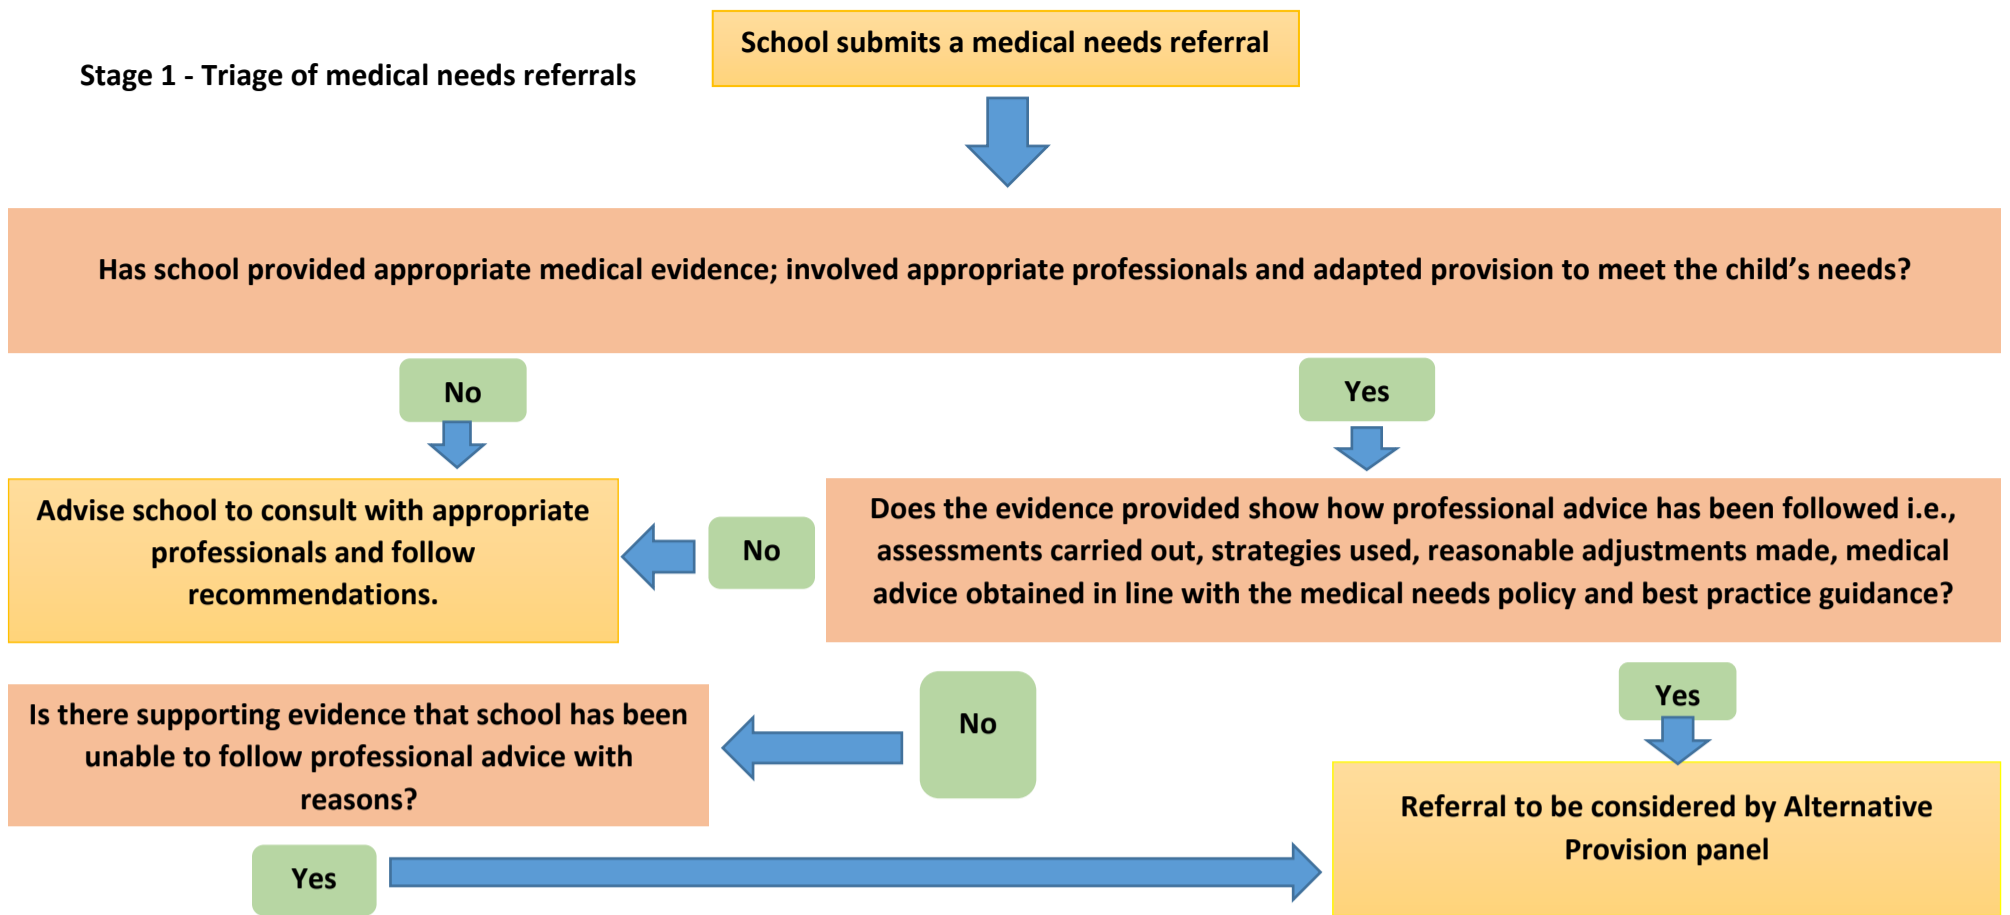 School submits a medical needs referral
Stage 1 - Triage of medical needs referrals
Has school provided appropriate medical evidence; involved appropriate professionals and adapted provision to meet the child’s needs?
No
Yes
Advise school to consult with appropriate
professionals and follow
recommendations.
No
Does the evidence provided show how professional advice has been followed i.e.,
assessments carried out, strategies used, reasonable adjustments made, medical
advice obtained in line with the medical needs policy and best practice guidance?
Is there supporting evidence that school has been
unable to follow professional advice with
reasons?
No
Yes
Referral to be considered by Alternative
Provision panel
Yes